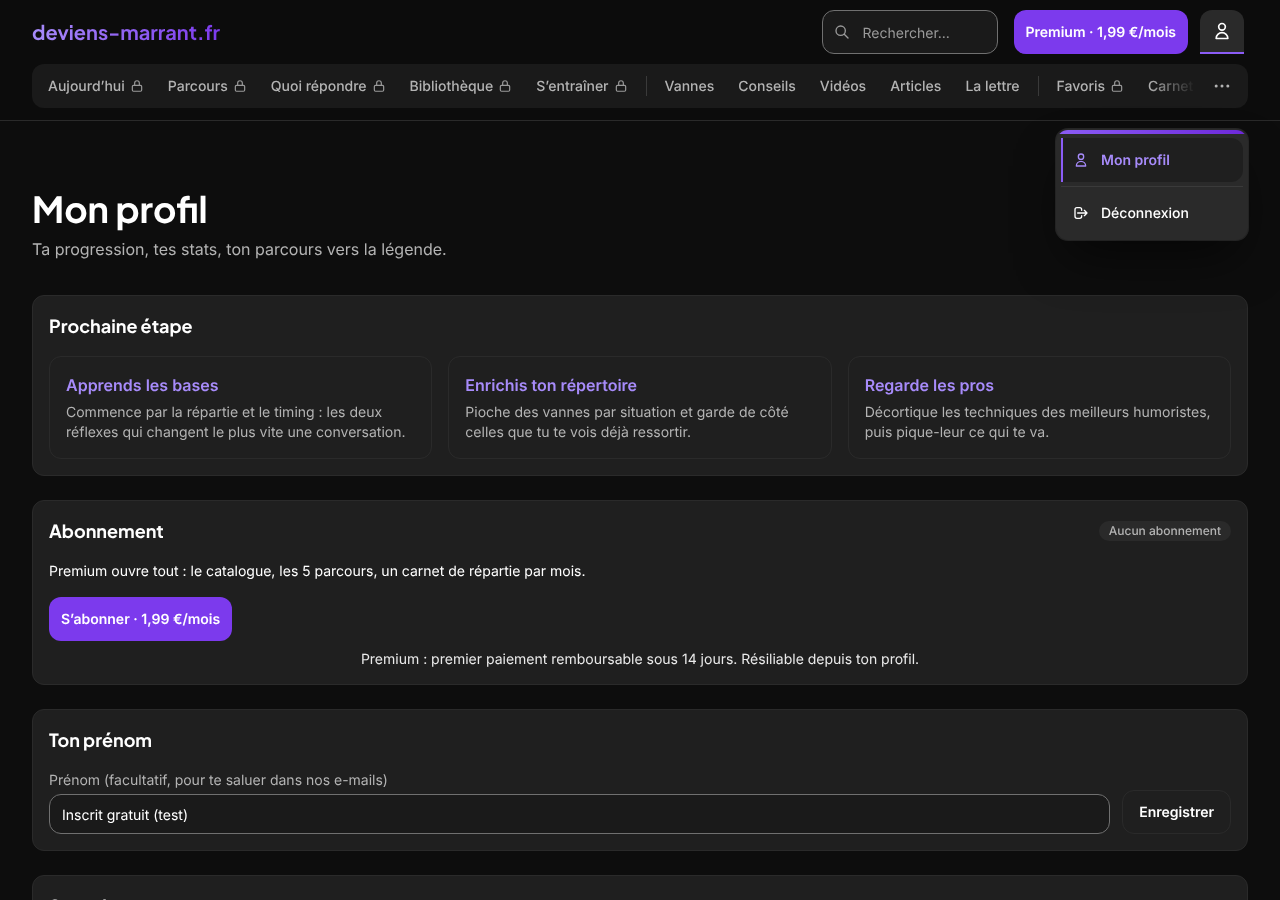 deviens-marrant.fr
Rechercher...
Premium · 1,99 €/mois
Aujourd’hui
Parcours
Quoi répondre
Bibliothèque
S’entraîner
Vannes
Conseils
Vidéos
Articles
La lettre
Favoris
Carnet
Mon profil
Déconnexion
Mon profil
Ta progression, tes stats, ton parcours vers la légende.
Prochaine étape
Apprends les bases
Commence par la répartie et le timing : les deux
réflexes qui changent le plus vite une conversation.
Enrichis ton répertoire
Pioche des vannes par situation et garde de côté
celles que tu te vois déjà ressortir.
Regarde les pros
Décortique les techniques des meilleurs humoristes,
puis pique-leur ce qui te va.
Abonnement
Aucun abonnement
Premium ouvre tout : le catalogue, les 5 parcours, un carnet de répartie par mois.
S’abonner · 1,99 €/mois
Premium : premier paiement remboursable sous 14 jours. Résiliable depuis ton profil.
Ton prénom
Prénom (facultatif, pour te saluer dans nos e-mails)
Inscrit gratuit (test)
Enregistrer